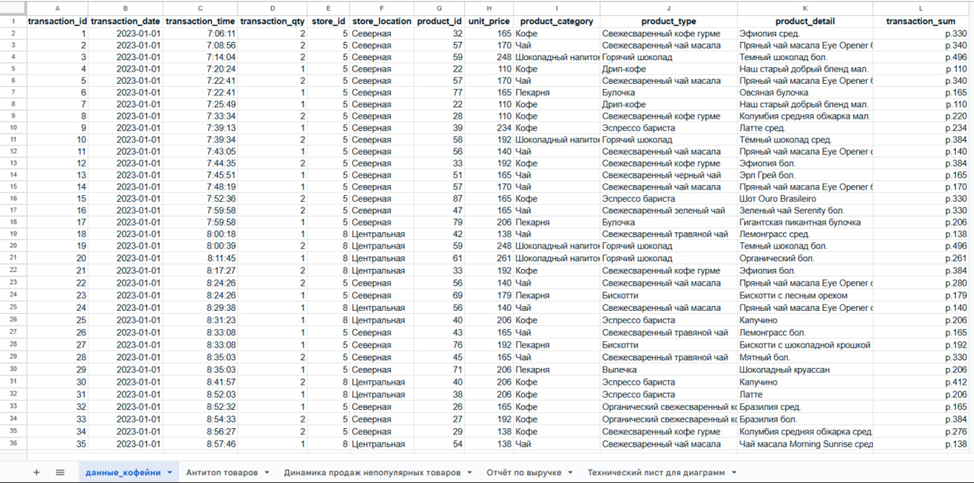 A B C D E F G H I J K L
1 transaction_id transaction_date transaction_time transaction_qty store_id store_location product_id unit_price product_category product_type product_detail transaction_sum
2 1 2023-01-01 7:06:11 2 5 Северная 32 165 Кофе Свежесваренный кофе гурме Эфиопия сред. р.330
3 2 2023-01-01 7:08:56 2 5 Северная 57 170 Чай Свежесваренный чай масала Пряный чай масала Eye Opener б р.340
4 3 2023-01-01 7:14:04 2 5 Северная 59 248 Шоколадный напиток Горячий шоколад Темный шоколад бол. р.496
5 4 2023-01-01 7:20:24 1 5 Северная 22 110 Кофе Дрип-кофе Наш старый добрый бленд мал. р.110
6 5 2023-01-01 7:22:41 2 5 Северная 57 170 Чай Свежесваренный чай масала Пряный чай масала Eye Opener б р.340
7 6 2023-01-01 7:22:41 1 5 Северная 77 165 Пекарня Булочка Овсяная булочка р.165
8 7 2023-01-01 7:25:49 1 5 Северная 22 110 Кофе Дрип-кофе Наш старый добрый бленд мал. р.110
9 8 2023-01-01 7:33:34 2 5 Северная 28 110 Кофе Свежесваренный кофе гурме Колумбия средняя обжарка мал. р.220
10 9 2023-01-01 7:39:13 1 5 Северная 39 234 Кофе Эспрессо бариста Латте сред. р.234
11 10 2023-01-01 7:39:34 2 5 Северная 58 192 Шоколадный напиток Горячий шоколад Тёмный шоколад сред. р.384
12 11 2023-01-01 7:43:05 1 5 Северная 56 140 Чай Свежесваренный чай масала Пряный чай масала Eye Opener с р.140
13 12 2023-01-01 7:44:35 2 5 Северная 33 192 Кофе Свежесваренный кофе гурме Эфиопия бол. р.384
14 13 2023-01-01 7:45:51 1 5 Северная 51 165 Чай Свежесваренный черный чай Эрл Грей бол. р.165
15 14 2023-01-01 7:48:19 1 5 Северная 57 170 Чай Свежесваренный чай масала Пряный чай масала Eye Opener б р.170
16 15 2023-01-01 7:52:36 2 5 Северная 87 165 Кофе Эспрессо бариста Шот Ouro Brasileiro р.330
17 16 2023-01-01 7:59:58 2 5 Северная 47 165 Чай Свежесваренный зеленый чай Зеленый чай Serenity бол. р.330
18 17 2023-01-01 7:59:58 1 5 Северная 79 206 Пекарня Булочка Гигантская пикантная булочка р.206
19 18 2023-01-01 8:00:18 1 8 Центральная 42 138 Чай Свежесваренный травяной чай Лемонграсс сред. р.138
20 19 2023-01-01 8:00:39 2 8 Центральная 59 248 Шоколадный напиток Горячий шоколад Темный шоколад бол. р.496
21 20 2023-01-01 8:11:45 1 8 Центральная 61 261 Шоколадный напиток Горячий шоколад Органический бол. р.261
22 21 2023-01-01 8:17:27 2 8 Центральная 33 192 Кофе Свежесваренный кофе гурме Эфиопия бол. р.384
23 22 2023-01-01 8:24:26 2 5 Северная 56 140 Чай Свежесваренный чай масала Пряный чай масала Eye Opener с р.280
24 23 2023-01-01 8:24:26 1 5 Северная 69 179 Пекарня Бискотти Бискотти с лесным орехом р.179
25 24 2023-01-01 8:29:38 1 8 Центральная 56 140 Чай Свежесваренный чай масала Пряный чай масала Eye Opener с р.140
26 25 2023-01-01 8:31:23 1 8 Центральная 40 206 Кофе Эспрессо бариста Капучино р.206
27 26 2023-01-01 8:33:08 1 5 Северная 43 165 Чай Свежесваренный травяной чай Лемонграсс бол. р.165
28 27 2023-01-01 8:33:08 1 5 Северная 76 192 Пекарня Бискотти Бискотти с шоколадной крошкой р.192
29 28 2023-01-01 8:35:03 2 5 Северная 45 165 Чай Свежесваренный травяной чай Мятный бол. р.330
30 29 2023-01-01 8:35:03 1 5 Северная 71 206 Пекарня Выпечка Шоколадный круассан р.206
31 30 2023-01-01 8:41:57 2 8 Центральная 40 206 Кофе Эспрессо бариста Капучино р.412
32 31 2023-01-01 8:52:03 1 8 Центральная 38 206 Кофе Эспрессо бариста Латте р.206
33 32 2023-01-01 8:52:32 1 5 Северная 26 165 Кофе Органический свежесваренный кс Бразилия сред. р.165
34 33 2023-01-01 8:54:33 2 5 Северная 27 192 Кофе Органический свежесваренный кс Бразилия бол. р.384
35 34 2023-01-01 8:56:27 2 5 Северная 30 138 Кофе Свежесваренный кофе гурме Колумбия средняя обжарка сред. р.276
36 35 2023-01-01 8:57:46 1 8 Центральная 54 138 Чай Свежесваренный чай масала Чай масала Morning Sunrise сред р.138
данные_кофейни Антитоп товаров Динамика продаж непопулярных товаров Отчёт по выручке Технический лист для диаграмм